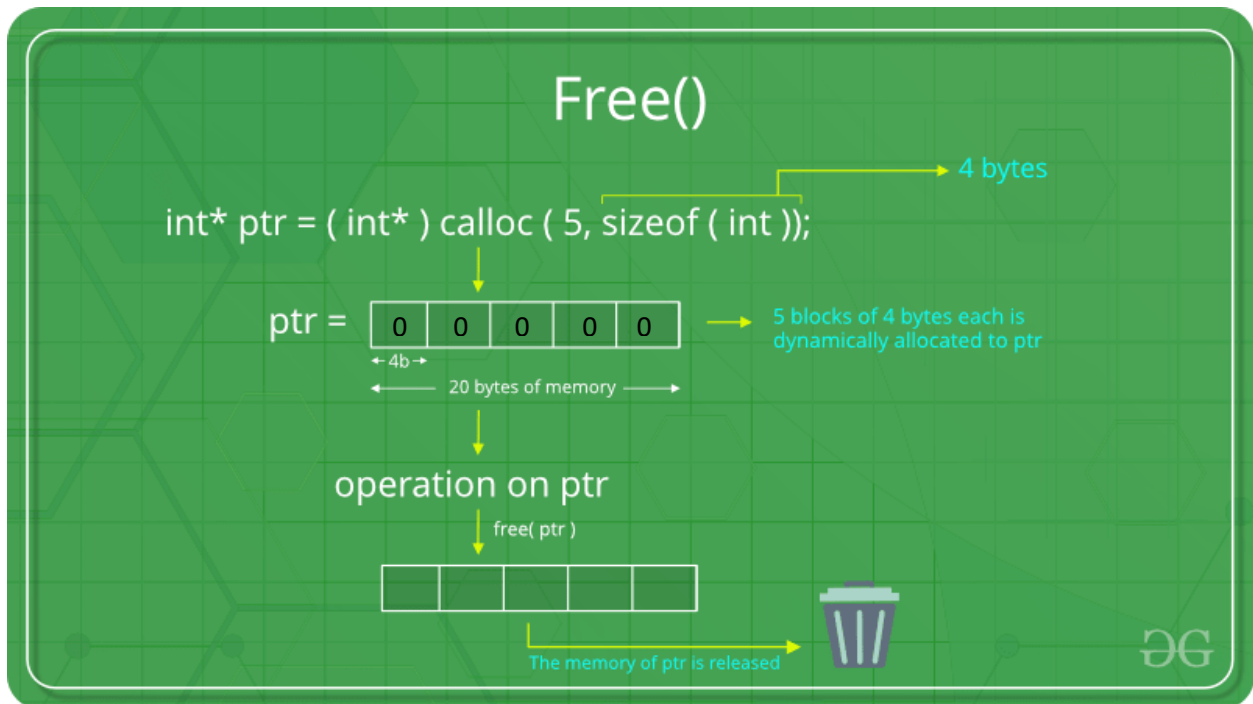 Free()
4 bytes
int* ptr = ( int* ) calloc ( 5, sizeof ( int ));
ptr =
0 0 0 0 0
5 blocks of 4 bytes each is
dynamically allocated to ptr
4b
20 bytes of memory
operation on ptr
free( ptr )
The memory of ptr is released
GG